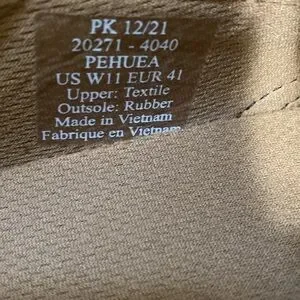 PK 12/21
20271 - 4040
PEHUEA
US W11 EUR 41
Upper: Textile
Outsole: Rubber
Made in Vietnam
Fabrique en Vietnam